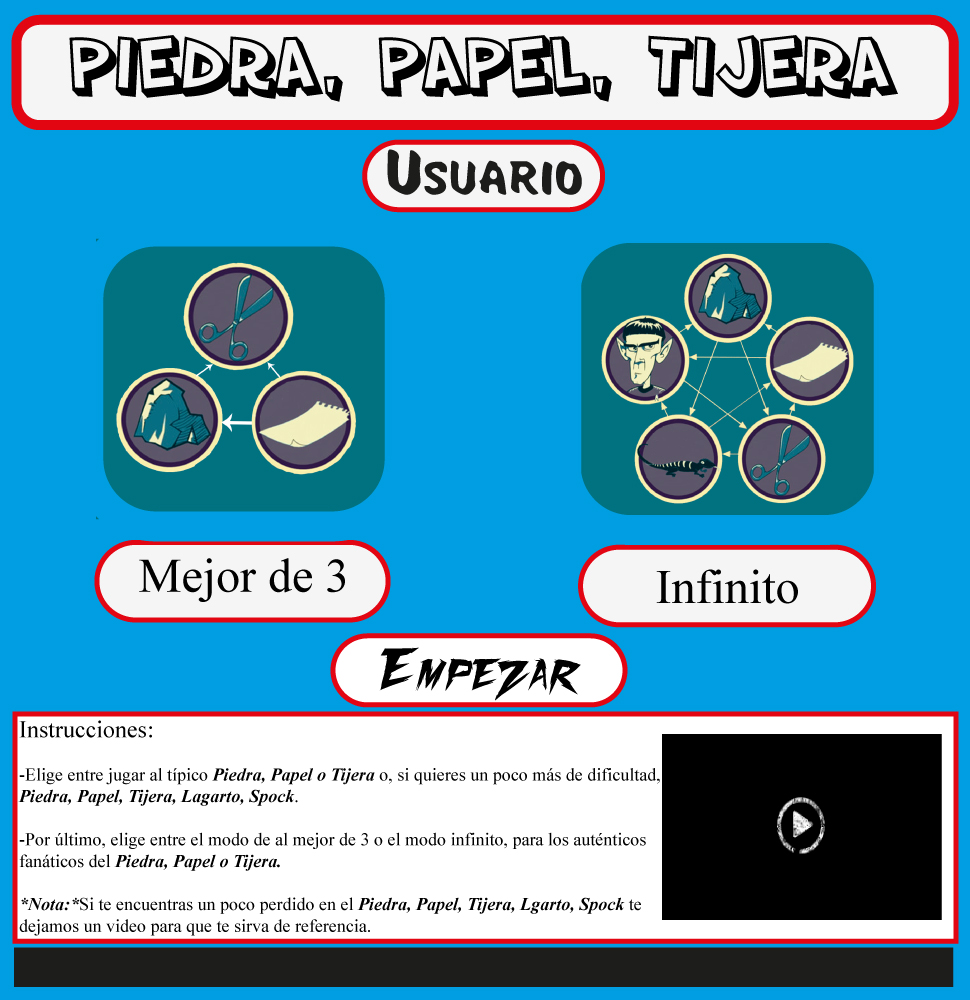 PIEDRA, PAPEL, TIJERA
USUARIO
Mejor de 3
Infinito
EMPEZAR
Instrucciones:
-Elige entre jugar al típico Piedra, Papel o Tijera o, si quieres un poco más de dificultad,
Piedra, Papel, Tijera, Lagarto, Spock.
-Por último, elige entre el modo de al mejor de 3 o el modo infinito, para los auténticos
fanáticos del Piedra, Papel o Tijera.
*Nota:*Si te encuentras un poco perdido en el Piedra, Papel, Tijera, Lgarto, Spock te
dejamos un video para que te sirva de referencia.